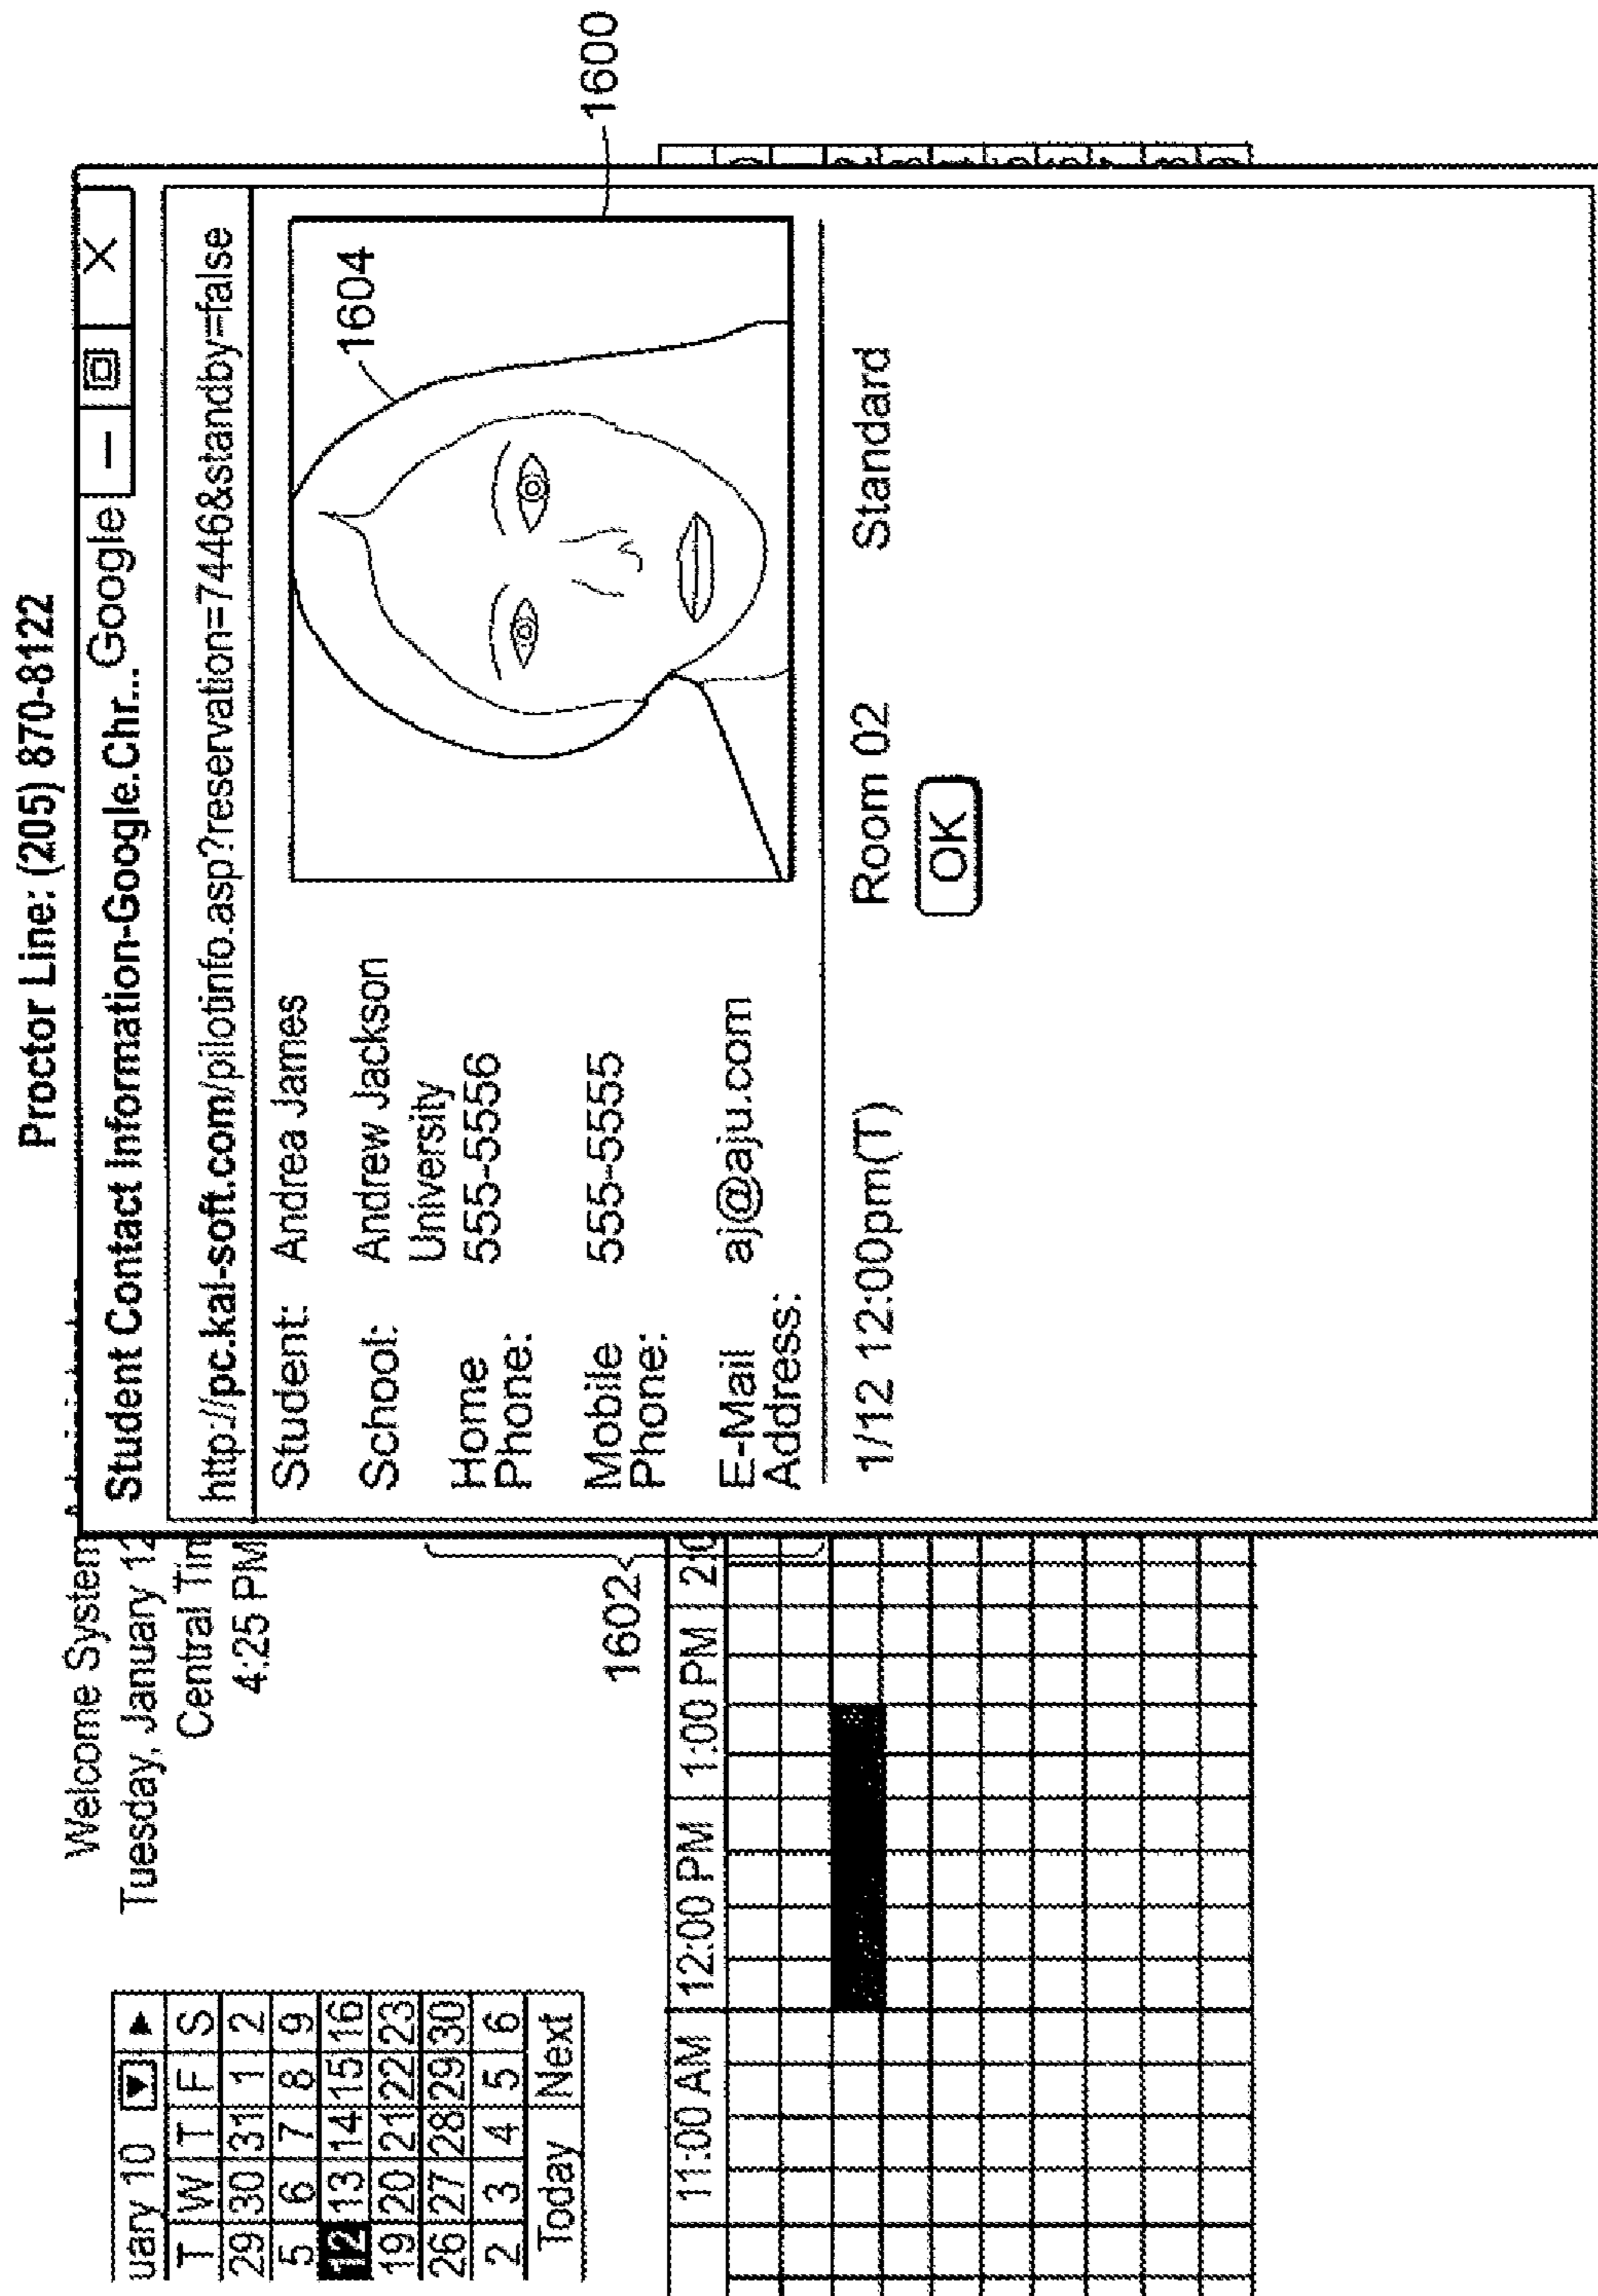 Proctor Line: (205) 870-8122
Welcome System
Tuesday, January 12
Central Tim
4:25 PM
uary 10
T W T F S
29 30 31 1 2
5 6 7 8 9
12 13 14 15 16
19 20 21 22 23
26 27 28 29 30
2 3 4 5 6
Today Next
Student Contact Information-Google.Chr... Google
http://pc.kal-soft.com/pilotinfo.asp?reservation=7446&standby=false
Student: Andrea James
School: Andrew Jackson
University
Home 555-5556
Phone:
Mobile 555-5555
Phone:
E-Mail aj@aju.com
Address:
1604
1600
1602
1/12 12:00pm(T) Room 02 Standard
OK
11:00 AM 12:00 PM 1:00 PM 2:0